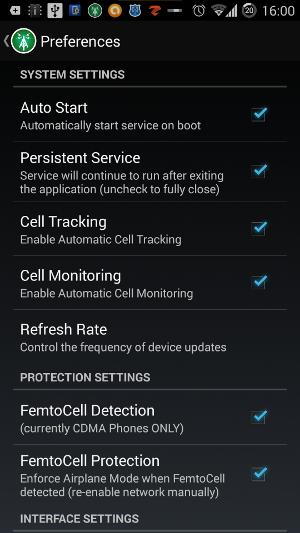 20 16:00
Preferences
SYSTEM SETTINGS
Auto Start
Automatically start service on boot
Persistent Service
Service will continue to run after exiting
the application (uncheck to fully close)
Cell Tracking
Enable Automatic Cell Tracking
Cell Monitoring
Enable Automatic Cell Monitoring
Refresh Rate
Control the frequency of device updates
PROTECTION SETTINGS
FemtoCell Detection
(currently CDMA Phones ONLY)
FemtoCell Protection
Enforce Airplane Mode when FemtoCell
detected (re-enable network manually)
INTERFACE SETTINGS